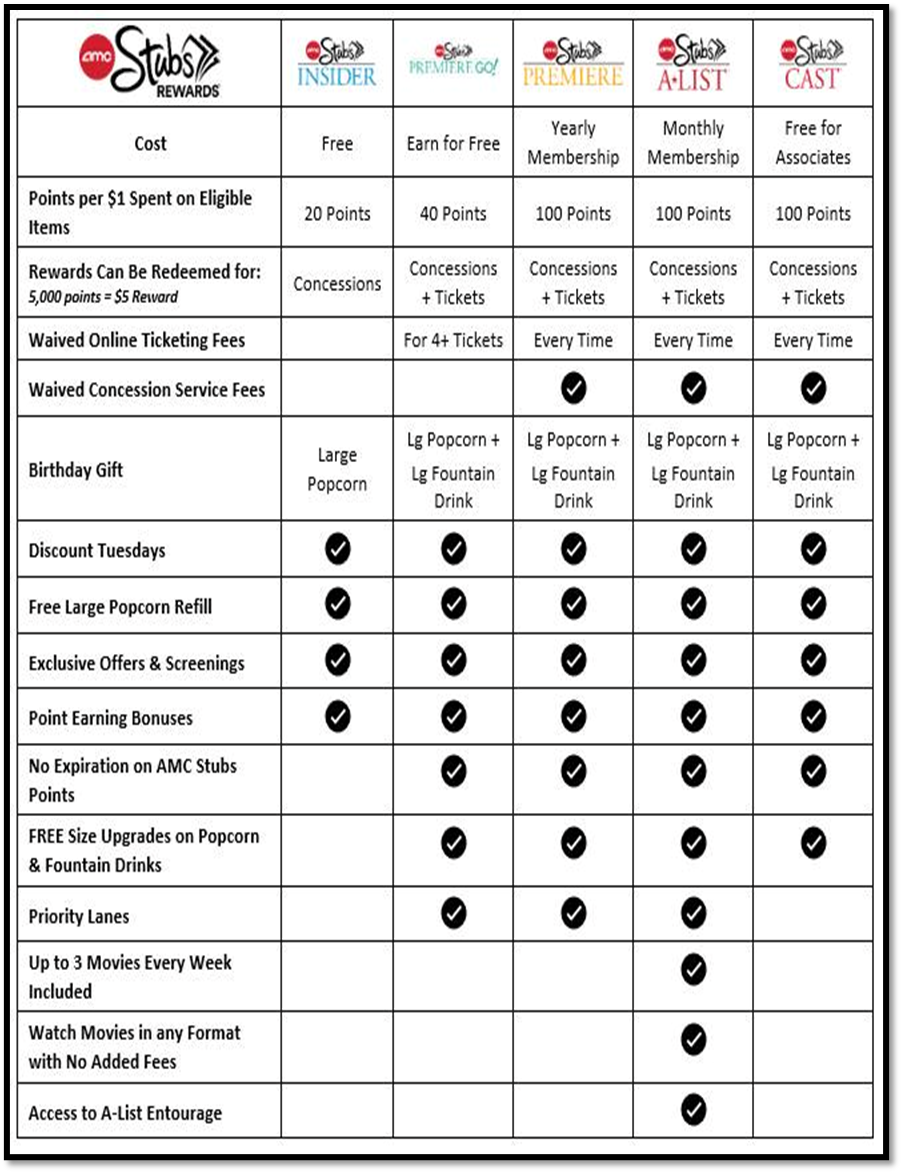 amc Stubs REWARDS
amc Stubs INSIDER
amc Stubs PREMIERE GO!
amc Stubs PREMIERE
amc Stubs A★LIST
amc Stubs CAST
Cost
Free
Earn for Free
Yearly
Membership
Monthly
Membership
Free for
Associates
Points per $1 Spent on Eligible
Items
20 Points
40 Points
100 Points
100 Points
100 Points
Rewards Can Be Redeemed for:
5,000 points = $5 Reward
Concessions
Concessions
+ Tickets
Concessions
+ Tickets
Concessions
+ Tickets
Concessions
+ Tickets
Waived Online Ticketing Fees
For 4+ Tickets
Every Time
Every Time
Every Time
Waived Concession Service Fees
Birthday Gift
Large
Popcorn
Lg Popcorn +
Lg Fountain
Drink
Lg Popcorn +
Lg Fountain
Drink
Lg Popcorn +
Lg Fountain
Drink
Lg Popcorn +
Lg Fountain
Drink
Discount Tuesdays
Free Large Popcorn Refill
Exclusive Offers & Screenings
Point Earning Bonuses
No Expiration on AMC Stubs
Points
FREE Size Upgrades on Popcorn
& Fountain Drinks
Priority Lanes
Up to 3 Movies Every Week
Included
Watch Movies in any Format
with No Added Fees
Access to A-List Entourage